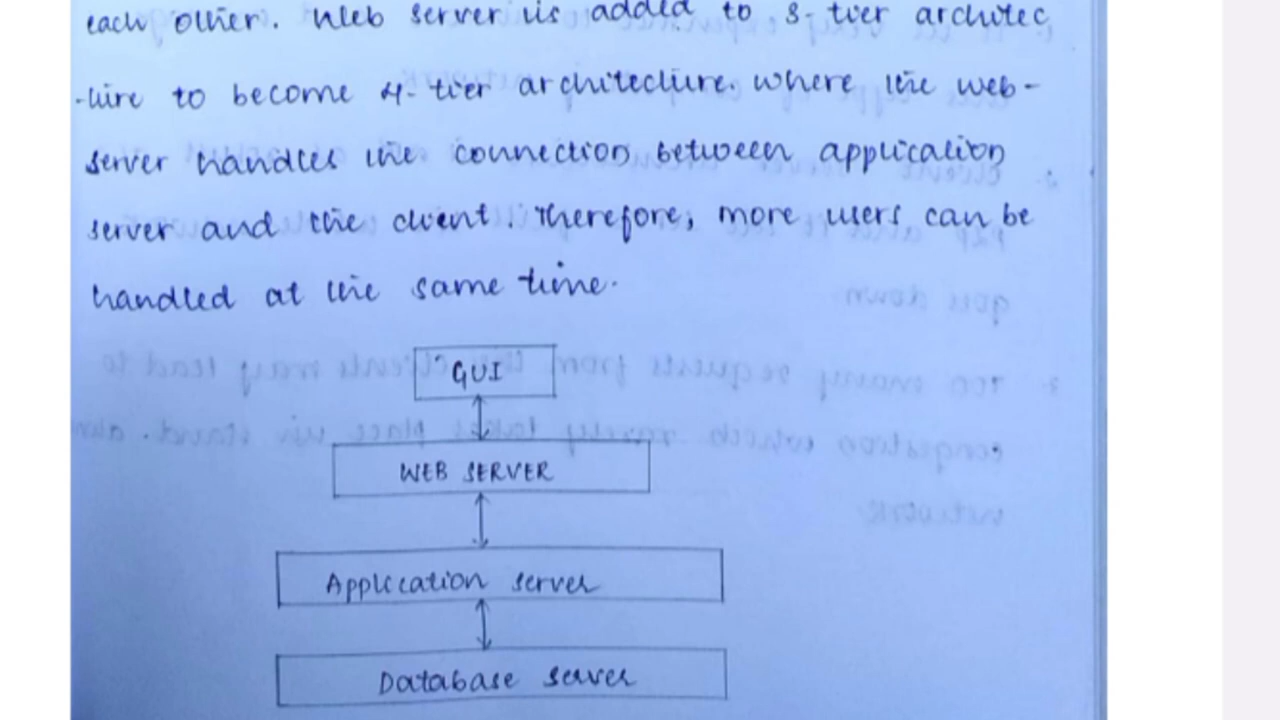 each other. Web server is added to 3-tier architec
-ture to become 4-tier architecture. where the web-
server handles the connection between application
server and the client. Therefore, more users can be
handled at the same time.
GUI
WEB SERVER
Application server
Database server